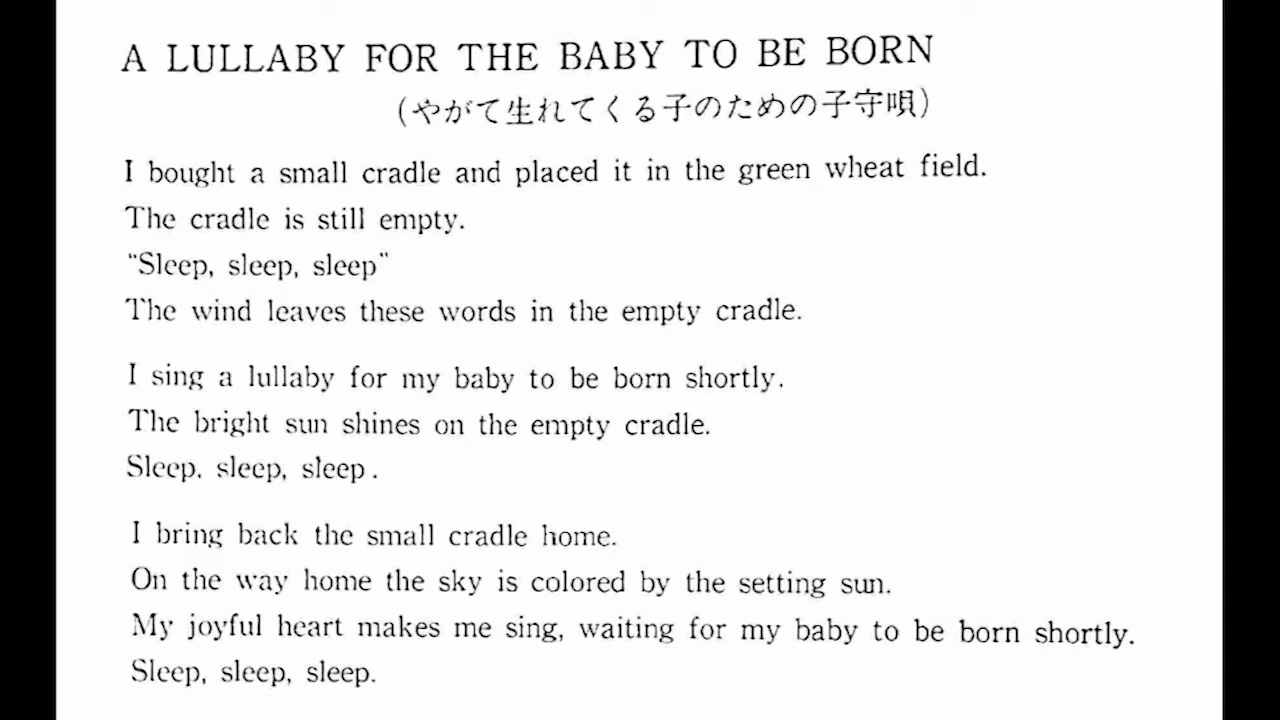 A LULLABY FOR THE BABY TO BE BORN
(やがて生れてくる子のための子守唄)
I bought a small cradle and placed it in the green wheat field.
The cradle is still empty.
“Sleep, sleep, sleep”
The wind leaves these words in the empty cradle.
I sing a lullaby for my baby to be born shortly.
The bright sun shines on the empty cradle.
Sleep. sleep, sleep.
I bring back the small cradle home.
On the way home the sky is colored by the setting sun.
My joyful heart makes me sing, waiting for my baby to be born shortly.
Sleep, sleep, sleep.